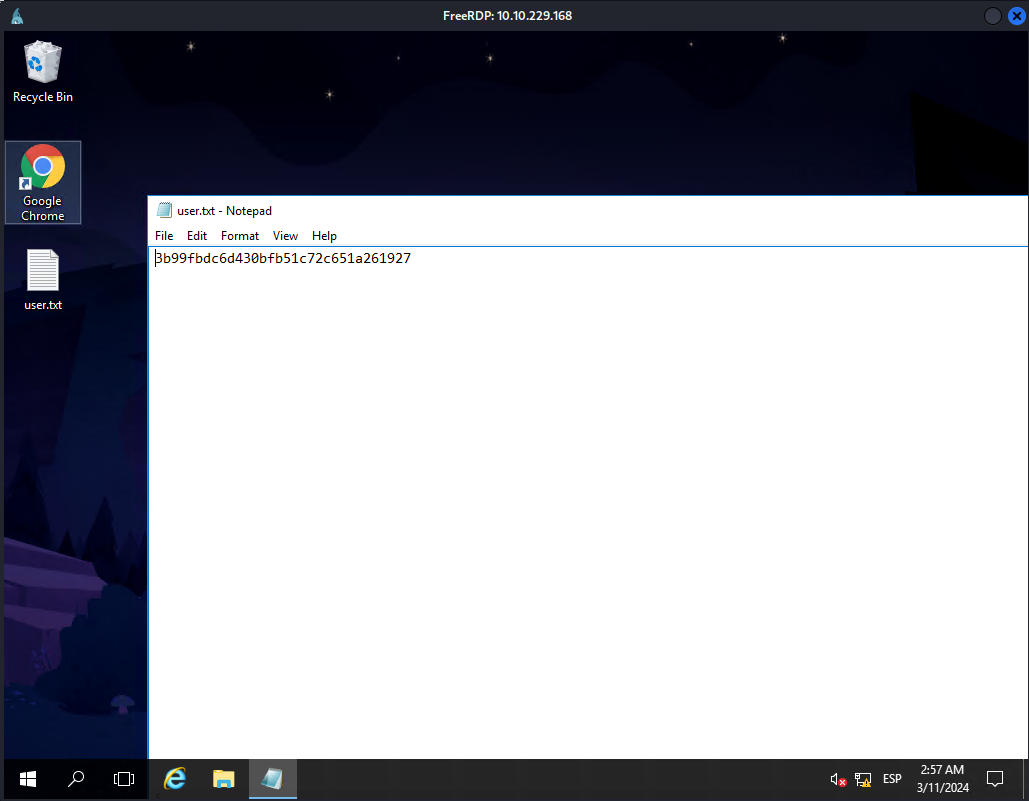 FreeRDP: 10.10.229.168
Recycle Bin
Google
Chrome
user.txt
user.txt - Notepad
File Edit Format View Help
3b99fbdc6d430bfb51c72c651a261927
ESP
2:57 AM
3/11/2024